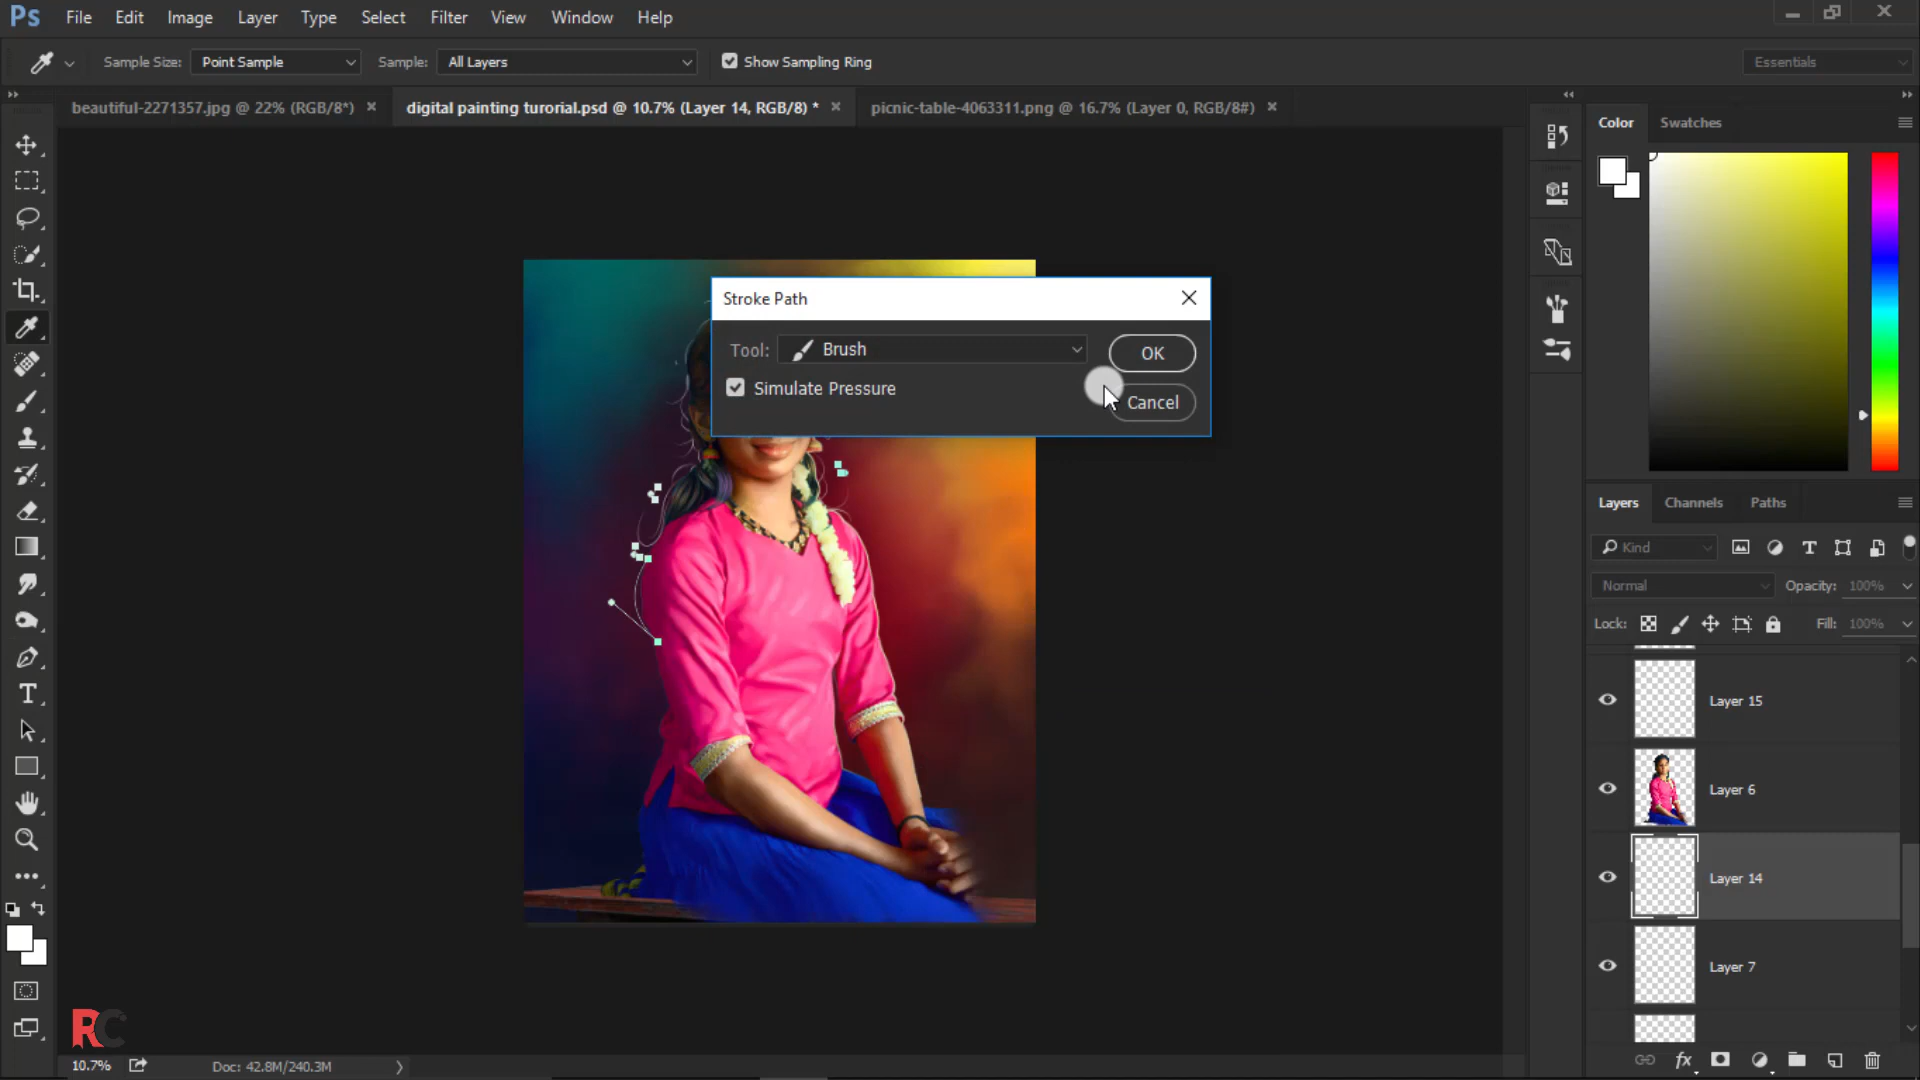 Ps File Edit Image Layer Type Select Filter View Window Help
Sample Size: Point Sample Sample: All Layers Show Sampling Ring Essentials
beautiful-2271357.jpg @ 22% (RGB/8*) digital painting turorial.psd @ 10.7% (Layer 14, RGB/8) * picnic-table-4063311.png @ 16.7% (Layer 0, RGB/8#)
Color Swatches
Stroke Path
Tool: Brush OK
Simulate Pressure Cancel
Layers Channels Paths
Kind
Normal Opacity: 100%
Lock: Fill: 100%
Layer 15
Layer 6
Layer 14
Layer 7
fx
RC
10.7% Doc: 42.8M/240.3M